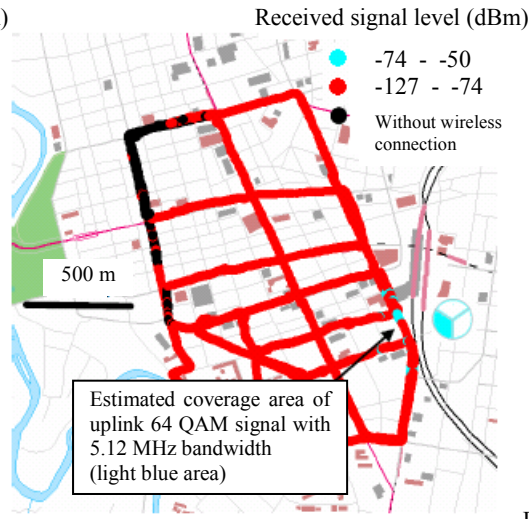 )
Received signal level (dBm)
-74 - -50
-127 - -74
Without wireless
connection
500 m
Estimated coverage area of
uplink 64 QAM signal with
5.12 MHz bandwidth
(light blue area)